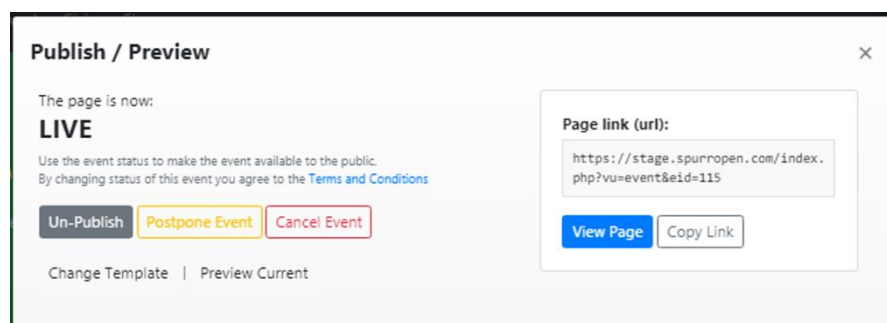 Publish / Preview
×
The page is now:
LIVE
Use the event status to make the event available to the public.
By changing status of this event you agree to the Terms and Conditions
Un-Publish Postpone Event Cancel Event
Change Template | Preview Current
Page link (url):
https://stage.spurropen.com/index.
php?vu=event&eid=115
View Page Copy Link